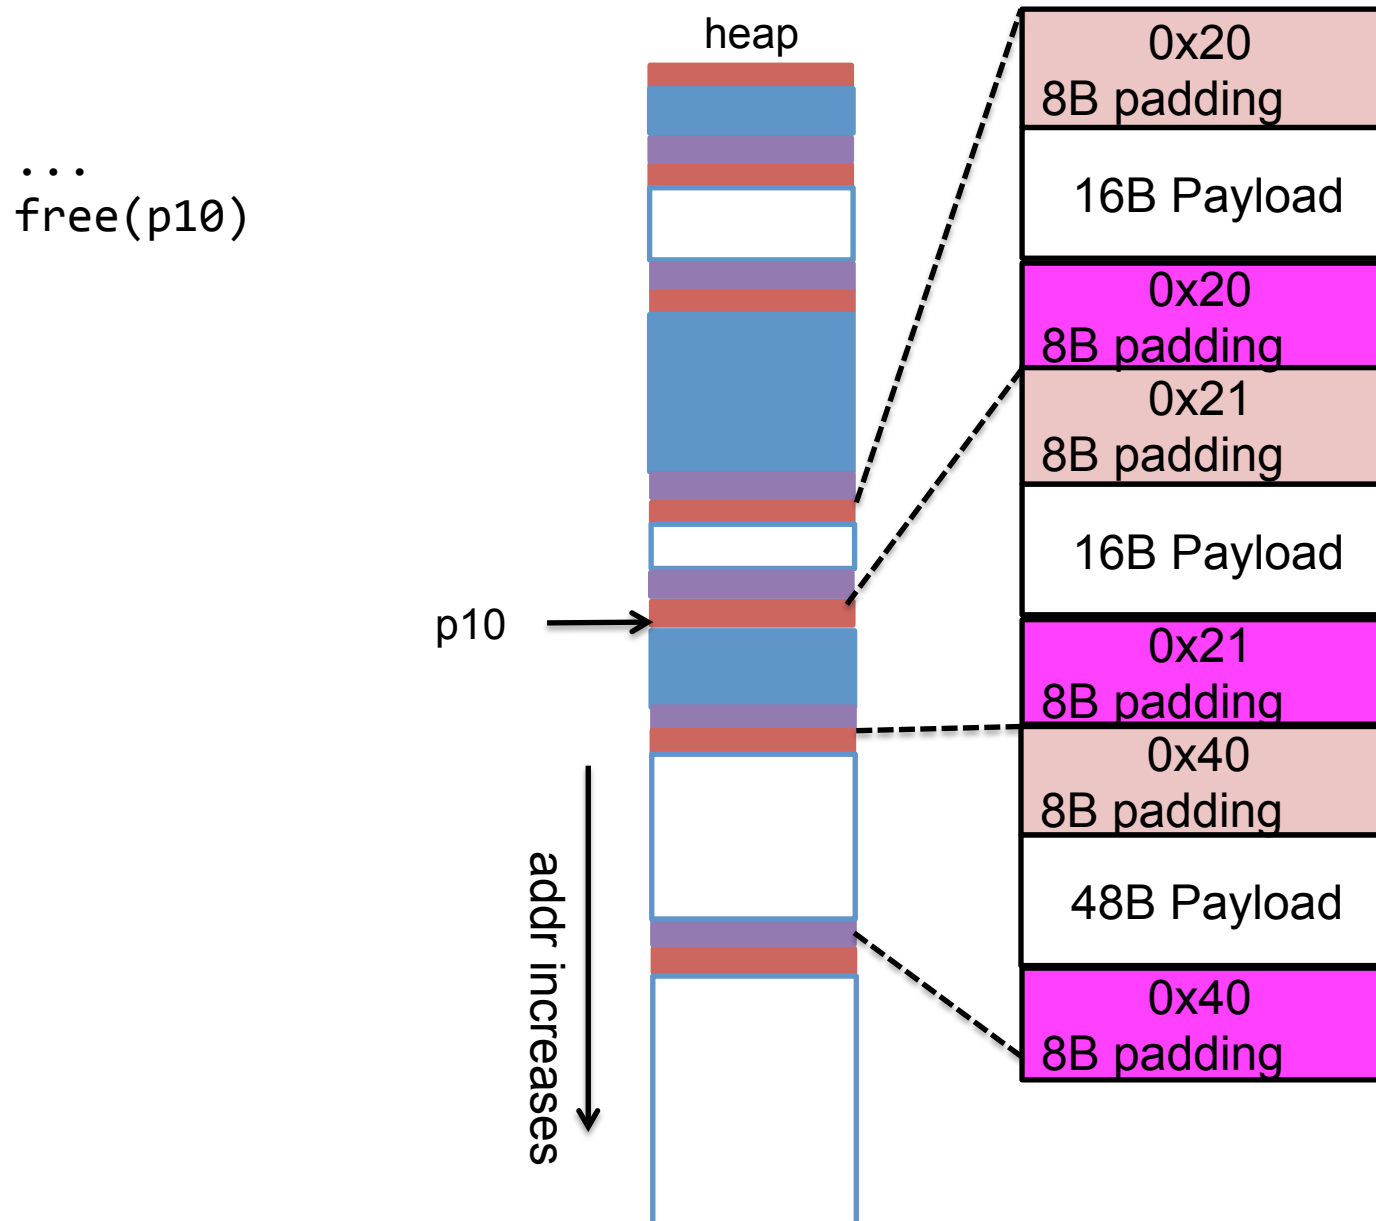 ...
free(p10)
heap
p10
addr increases
0x20
8B padding
16B Payload
0x20
8B padding
0x21
8B padding
16B Payload
0x21
8B padding
0x40
8B padding
48B Payload
0x40
8B padding